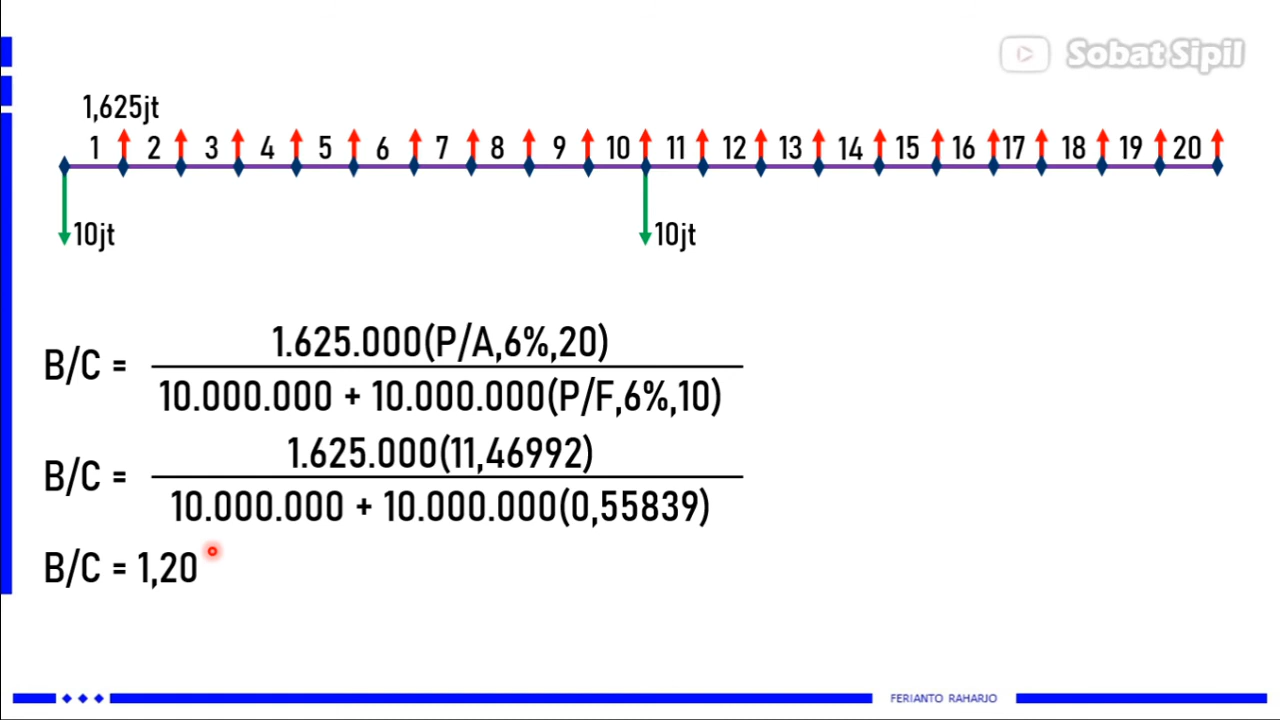 Sobat Sipil
1,625jt
1 2 3 4 5 6 7 8 9 10 11 12 13 14 15 16 17 18 19 20
10jt 10jt
1.625.000(P/A,6%,20)
B/C =
10.000.000 + 10.000.000(P/F,6%,10)
1.625.000(11,46992)
B/C =
10.000.000 + 10.000.000(0,55839)
B/C = 1,20
FERIANTO RAHARJO